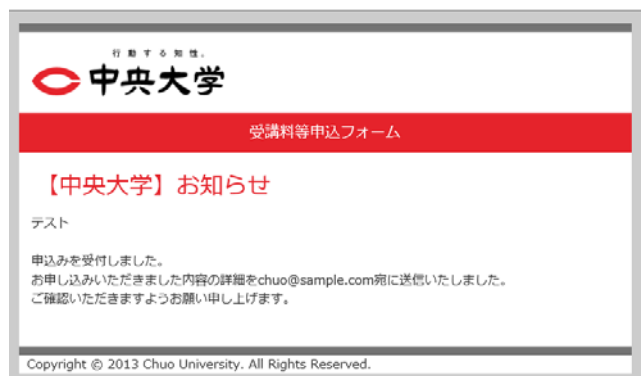 行動する知性。
中央大学
受講料等申込フォーム
【中央大学】お知らせ
テスト
申込みを受付しました。
お申し込みいただきました内容の詳細をchuo@sample.com宛に送信いたしました。
ご確認いただきますようお願い申し上げます。
Copyright © 2013 Chuo University. All Rights Reserved.